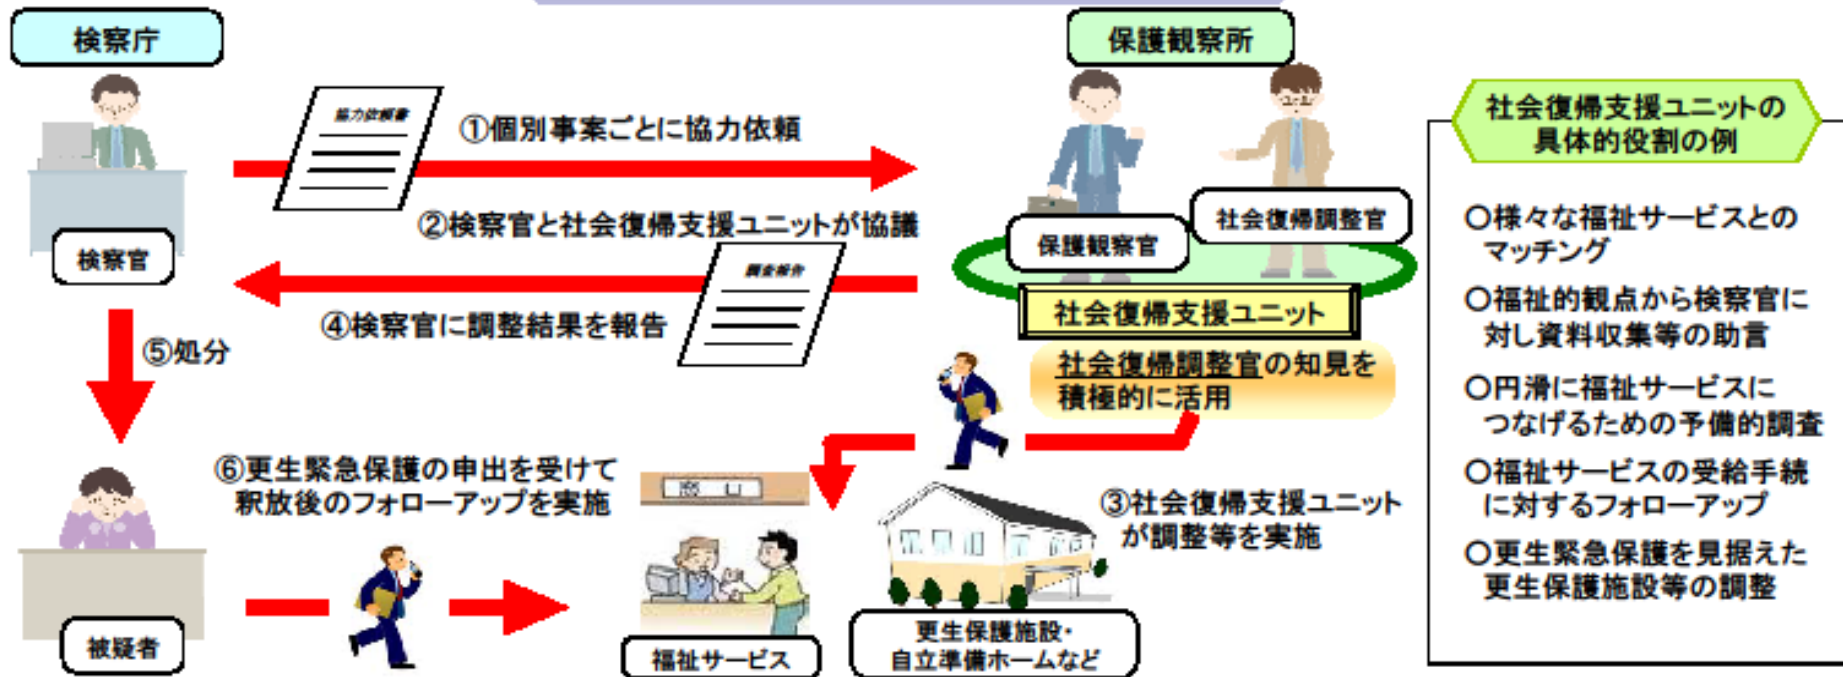 検察庁
保護観察所
協力依頼書
①個別事案ごとに協力依頼
検察官
②検察官と社会復帰支援ユニットが協議
保護観察官
社会復帰調整官
調査報告
④検察官に調整結果を報告
社会復帰支援ユニット
社会復帰調整官の知見を
積極的に活用
⑤処分
⑥更生緊急保護の申出を受けて
釈放後のフォローアップを実施
窓 口
③社会復帰支援ユニット
が調整等を実施
被疑者
福祉サービス
更生保護施設・
自立準備ホームなど
社会復帰支援ユニットの
具体的役割の例
○様々な福祉サービスとの
マッチング
○福祉的観点から検察官に
対し資料収集等の助言
○円滑に福祉サービスに
つなげるための予備的調査
○福祉サービスの受給手続
に対するフォローアップ
○更生緊急保護を見据えた
更生保護施設等の調整